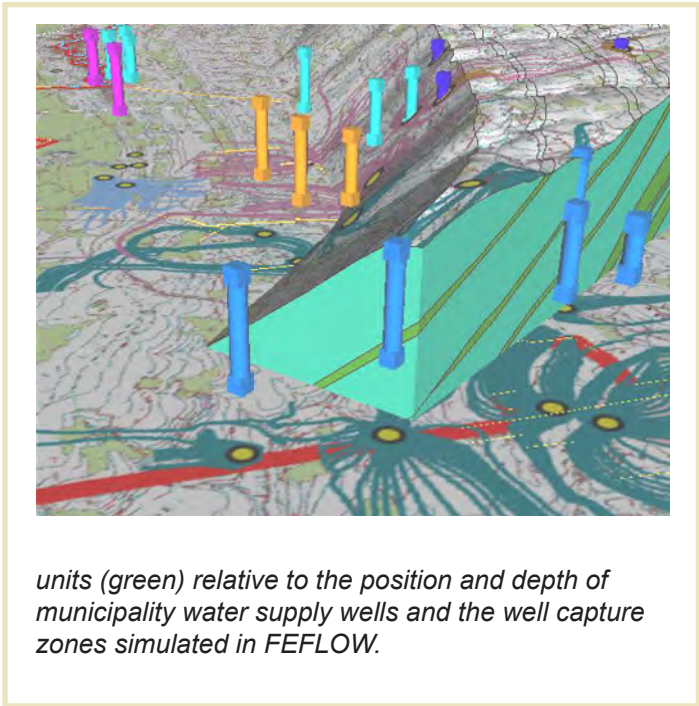 units (green) relative to the position and depth of
municipality water supply wells and the well capture
zones simulated in FEFLOW.